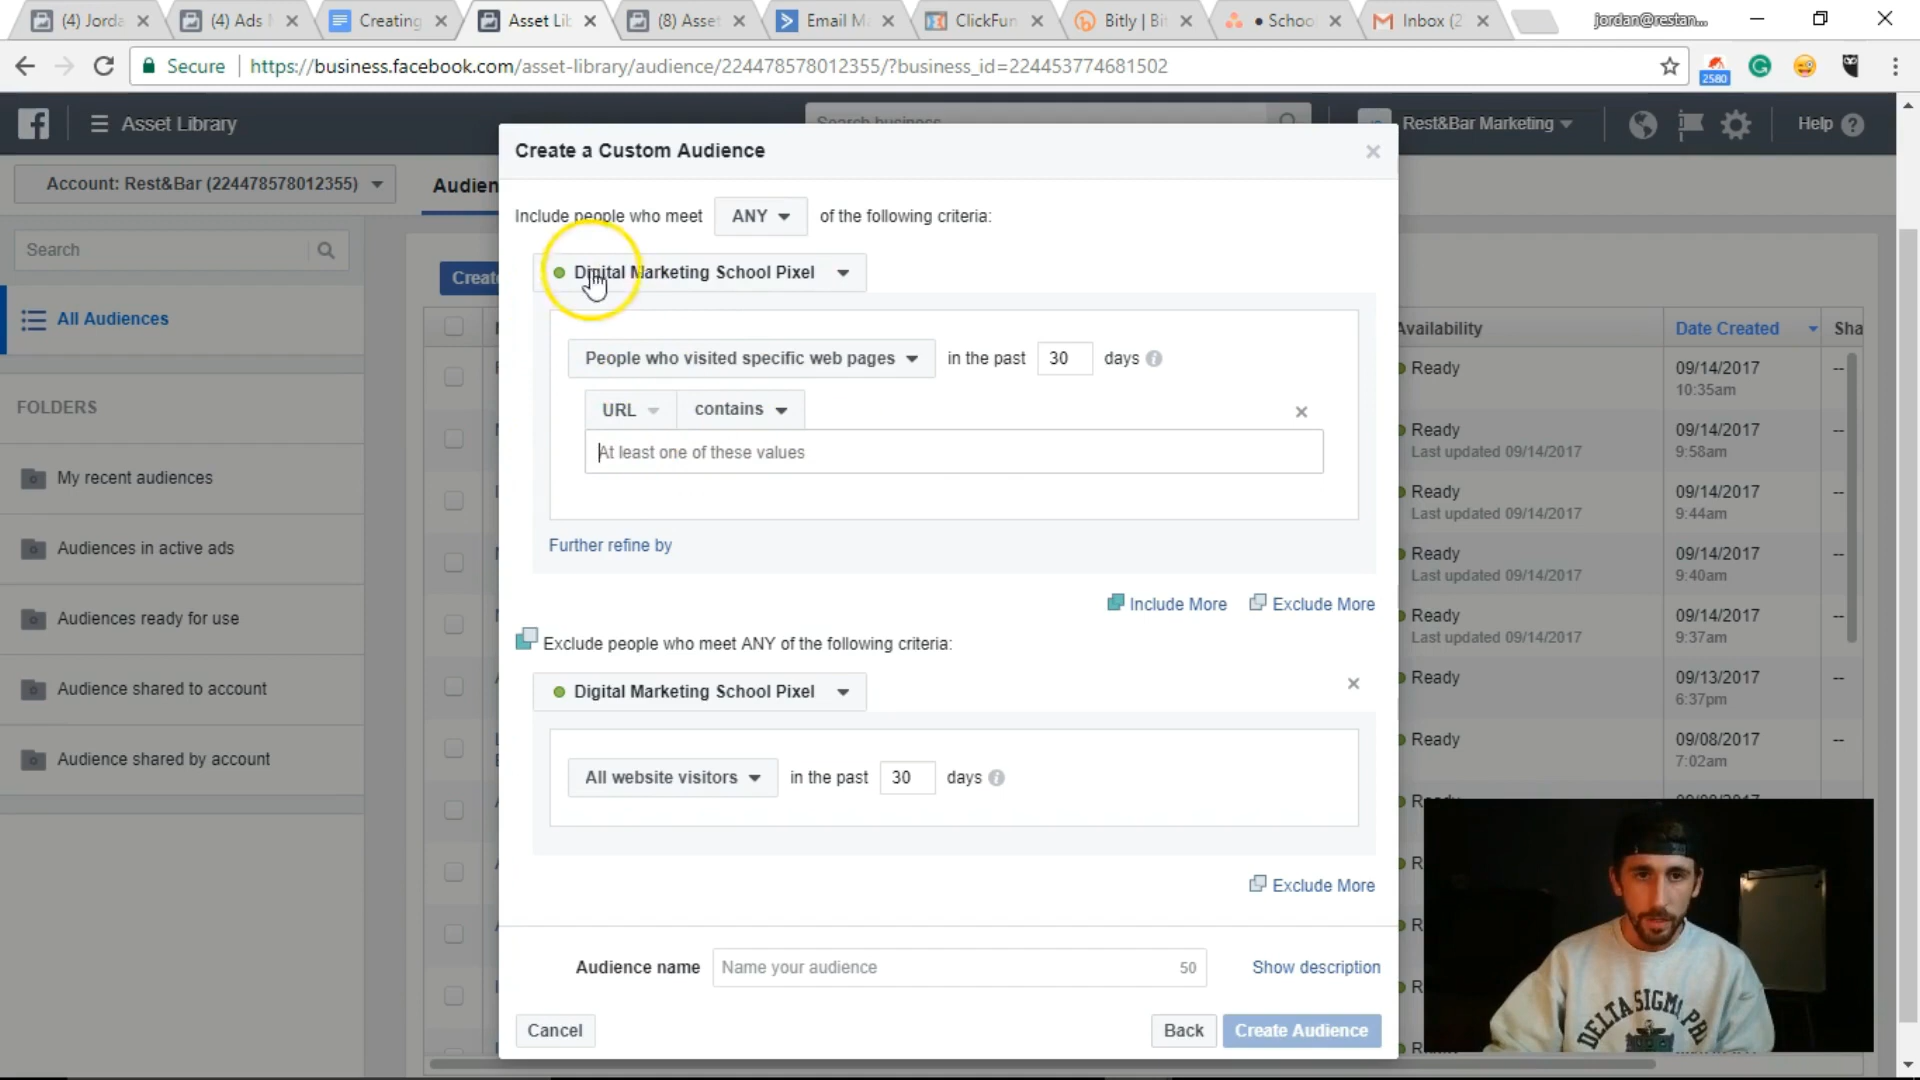 (4) Jorda
(4) Ads
Creating
Asset Lib
(8) Asset
Email M
ClickFun
Bitly | Bit
• Schoo
Inbox (2
jordan@restan...
Secure
https://business.facebook.com/asset-library/audience/224478578012355/?business_id=224453774681502
2580
Asset Library
Search business
Rest&Bar Marketing
Help
Account: Rest&Bar (224478578012355)
Audien
Search
Create
All Audiences
FOLDERS
My recent audiences
Audiences in active ads
Audiences ready for use
Audience shared to account
Audience shared by account
Create a Custom Audience
Include people who meet ANY of the following criteria:
Digital Marketing School Pixel
People who visited specific web pages in the past 30 days
URL contains
At least one of these values
Further refine by
Include More Exclude More
Exclude people who meet ANY of the following criteria:
Digital Marketing School Pixel
All website visitors in the past 30 days
Exclude More
Audience name Name your audience 50 Show description
Cancel Back Create Audience
Availability Date Created Sha
Ready 09/14/2017 --
10:35am
Ready 09/14/2017 --
Last updated 09/14/2017 9:58am
Ready 09/14/2017 --
Last updated 09/14/2017 9:44am
Ready 09/14/2017 --
Last updated 09/14/2017 9:40am
Ready 09/14/2017 --
Last updated 09/14/2017 9:37am
Ready 09/13/2017 --
6:37pm
Ready 09/08/2017 --
7:02am
DELTA SIGMA PHI